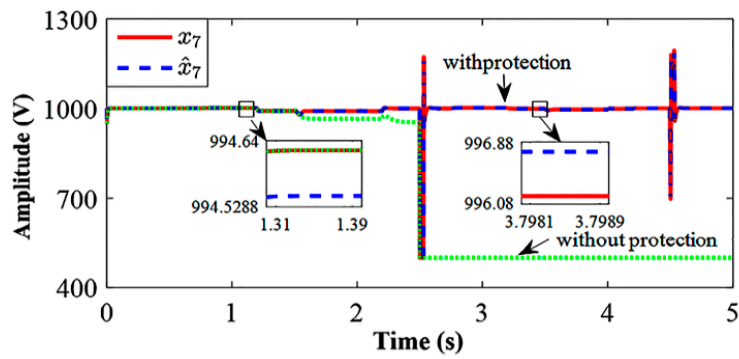 1300
x₇
x̂₇
withprotection
1000
994.64
996.88
Amplitude (V)
700
994.5288
996.08
1.31 1.39
3.7981 3.7989
without protection
400
0 1 2 3 4 5
Time (s)